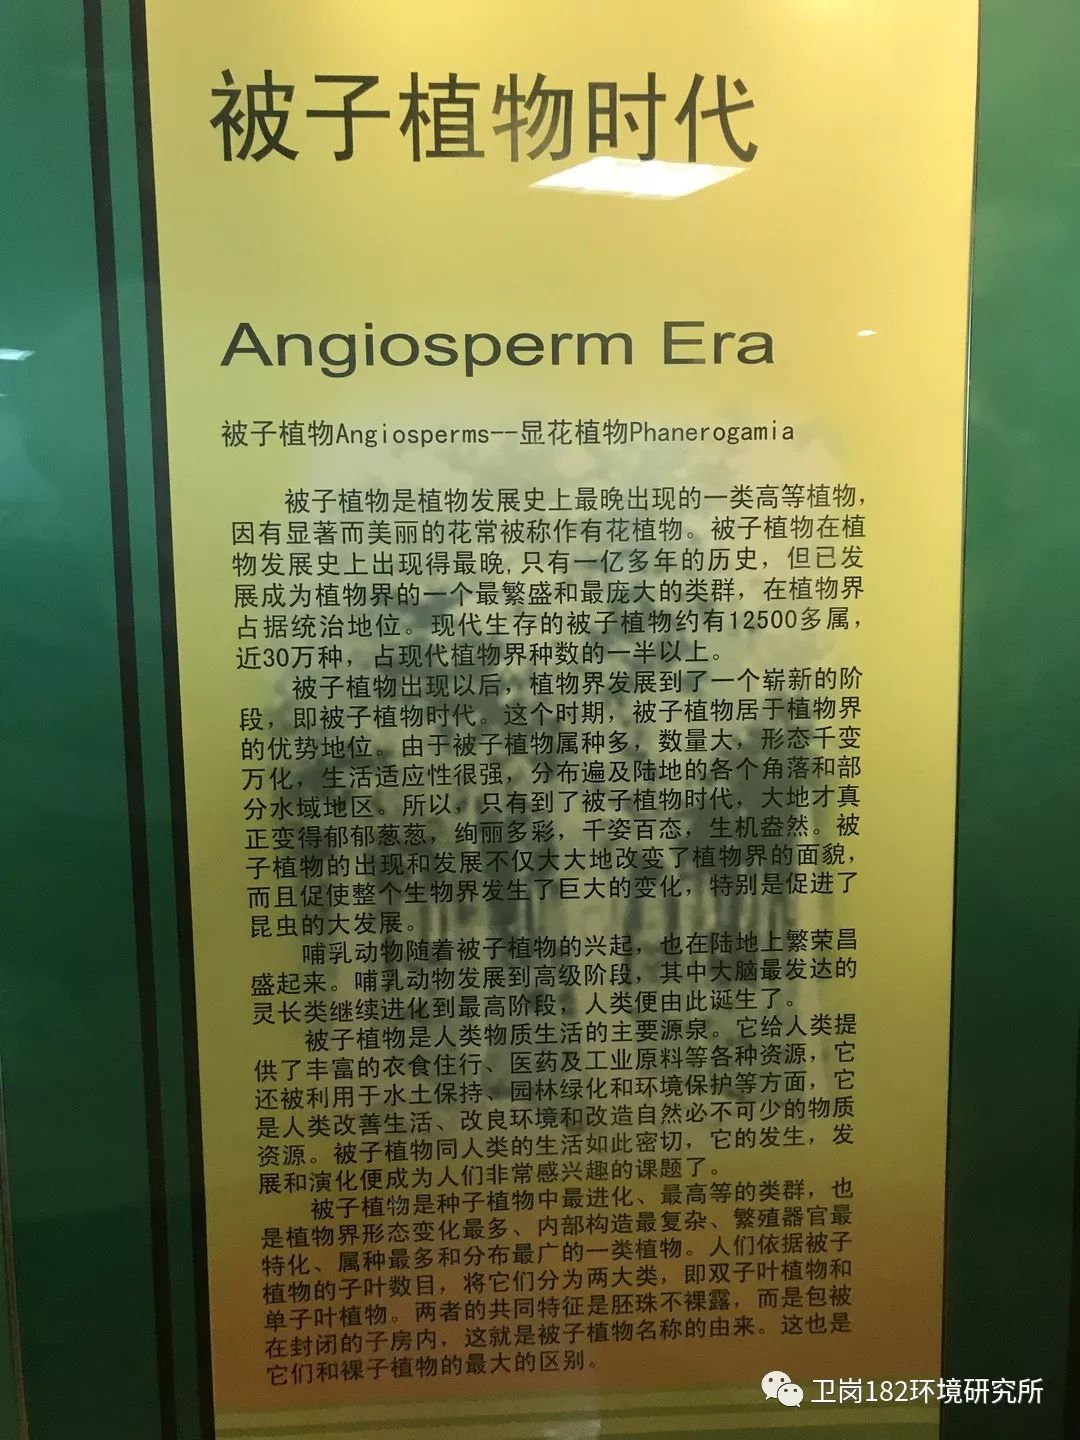 被子植物时代
Angiosperm Era
被子植物Angiosperms--显花植物Phanerogamia
被子植物是植物发展史上最晚出现的一类高等植物，
因有显著而美丽的花常被称作有花植物。被子植物在植
物发展史上出现得最晚,只有一亿多年的历史，但已发
展成为植物界的一个最繁盛和最庞大的类群，在植物界
占据统治地位。现代生存的被子植物约有12500多属，
近30万种，占现代植物界种数的一半以上。
被子植物出现以后，植物界发展到了一个崭新的阶
段，即被子植物时代。这个时期，被子植物居于植物界
的优势地位。由于被子植物属种多，数量大，形态千变
万化，生活适应性很强，分布遍及陆地的各个角落和部
分水域地区。所以，只有到了被子植物时代，大地才真
正变得郁郁葱葱，绚丽多彩，千姿百态，生机盎然。被
子植物的出现和发展不仅大大地改变了植物界的面貌，
而且促使整个生物界发生了巨大的变化，特别是促进了
昆虫的大发展。
哺乳动物随着被子植物的兴起，也在陆地上繁荣昌
盛起来。哺乳动物发展到高级阶段，其中大脑最发达的
灵长类继续进化到最高阶段，人类便由此诞生了。
被子植物是人类物质生活的主要源泉。它给人类提
供了丰富的衣食住行、医药及工业原料等各种资源，它
还被利用于水土保持、园林绿化和环境保护等方面，它
是人类改善生活、改良环境和改造自然必不可少的物质
资源。被子植物同人类的生活如此密切，它的发生，发
展和演化便成为人们非常感兴趣的课题了。
被子植物是种子植物中最进化、最高等的类群，也
是植物界形态变化最多、内部构造最复杂、繁殖器官最
特化、属种最多和分布最广的一类植物。人们依据被子
植物的子叶数目，将它们分为两大类，即双子叶植物和
单子叶植物。两者的共同特征是胚珠不裸露，而是包被
在封闭的子房内，这就是被子植物名称的由来。这也是
它们和裸子植物的最大的区别。
卫岗182环境研究所